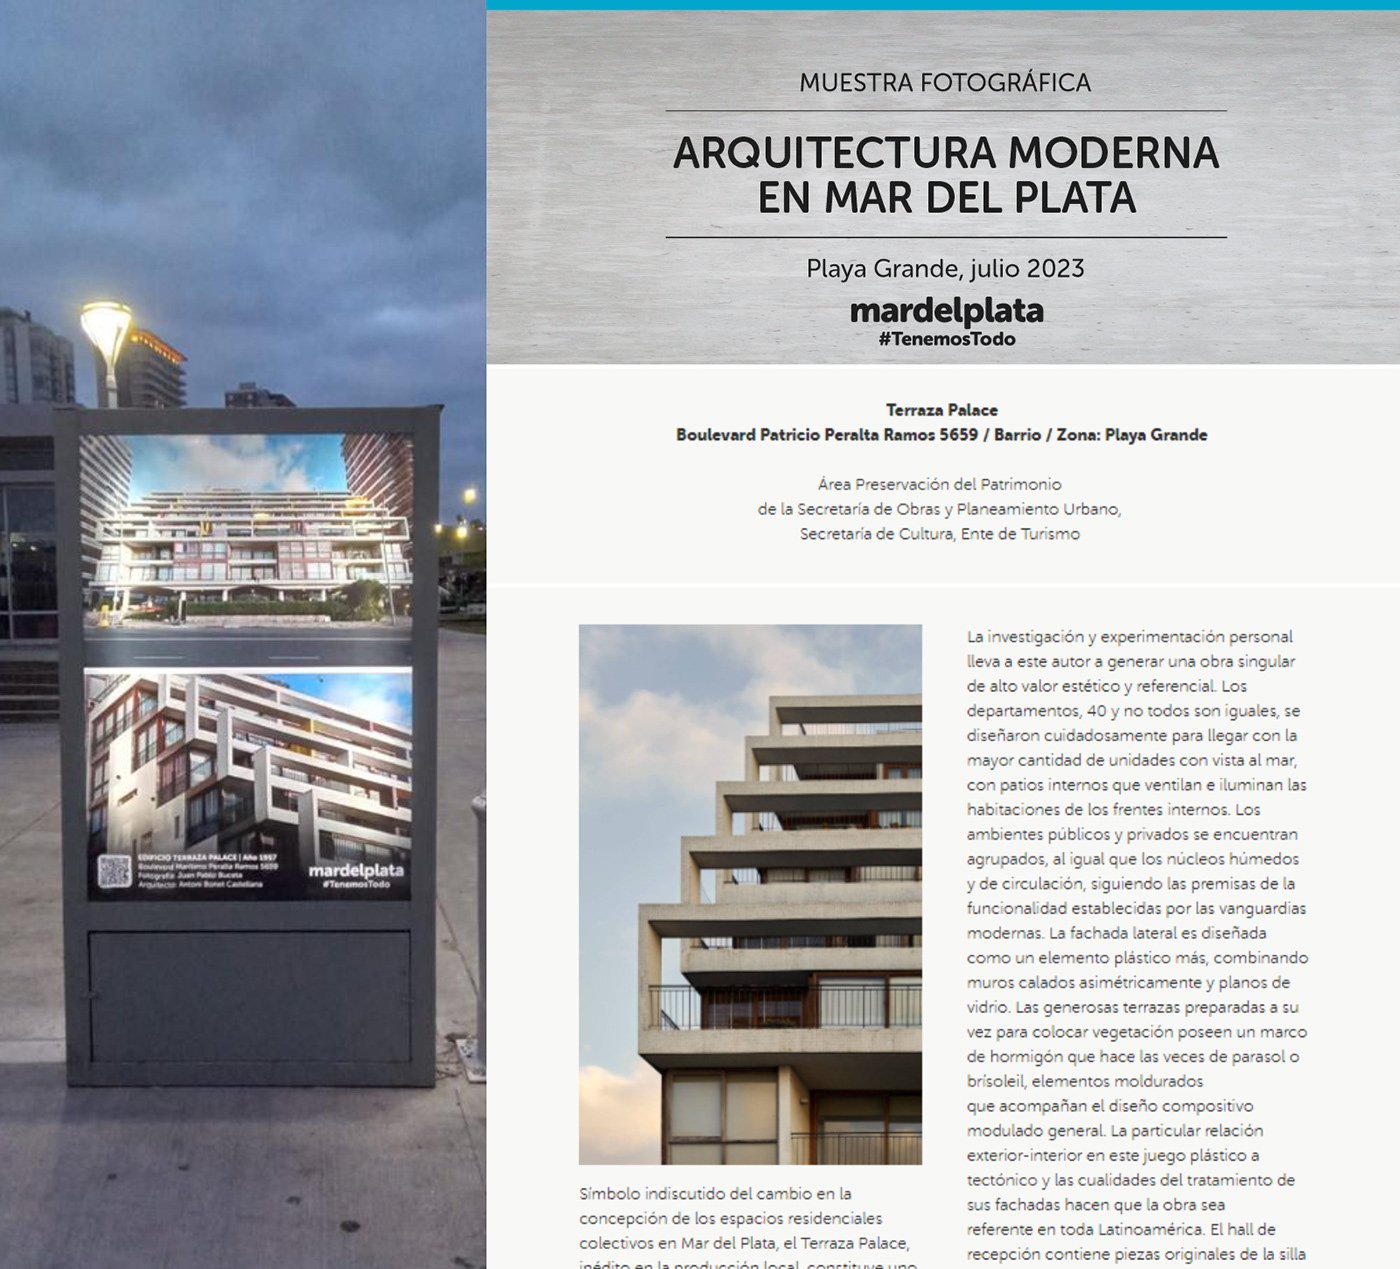 MUESTRA FOTOGRÁFICA
ARQUITECTURA MODERNA
EN MAR DEL PLATA
Playa Grande, julio 2023
mardelplata
#TenemosTodo
Terraza Palace
Boulevard Patricio Peralta Ramos 5659 / Barrio / Zona: Playa Grande
Área Preservación del Patrimonio
de la Secretaría de Obras y Planeamiento Urbano,
Secretaría de Cultura, Ente de Turismo
EDIFICIO TERRAZA PALACE | Año 1957
Boulevard Marítimo Peralta Ramos 5659
Fotografía: Juan Pablo Buceta
Arquitecto: Antoni Bonet Castellana
mardelplata
#TenemosTodo
Símbolo indiscutido del cambio en la
concepción de los espacios residenciales
colectivos en Mar del Plata, el Terraza Palace,
inédito en la producción local, constituye uno
La investigación y experimentación personal
lleva a este autor a generar una obra singular
de alto valor estético y referencial. Los
departamentos, 40 y no todos son iguales, se
diseñaron cuidadosamente para llegar con la
mayor cantidad de unidades con vista al mar,
con patios internos que ventilan e iluminan las
habitaciones de los frentes internos. Los
ambientes públicos y privados se encuentran
agrupados, al igual que los núcleos húmedos
y de circulación, siguiendo las premisas de la
funcionalidad establecidas por las vanguardias
modernas. La fachada lateral es diseñada
como un elemento plástico más, combinando
muros calados asimétricamente y planos de
vidrio. Las generosas terrazas preparadas a su
vez para colocar vegetación poseen un marco
de hormigón que hace las veces de parasol o
brísoleil, elementos moldurados
que acompañan el diseño compositivo
modulado general. La particular relación
exterior-interior en este juego plástico a
tectónico y las cualidades del tratamiento de
sus fachadas hacen que la obra sea
referente en toda Latinoamérica. El hall de
recepción contiene piezas originales de la silla